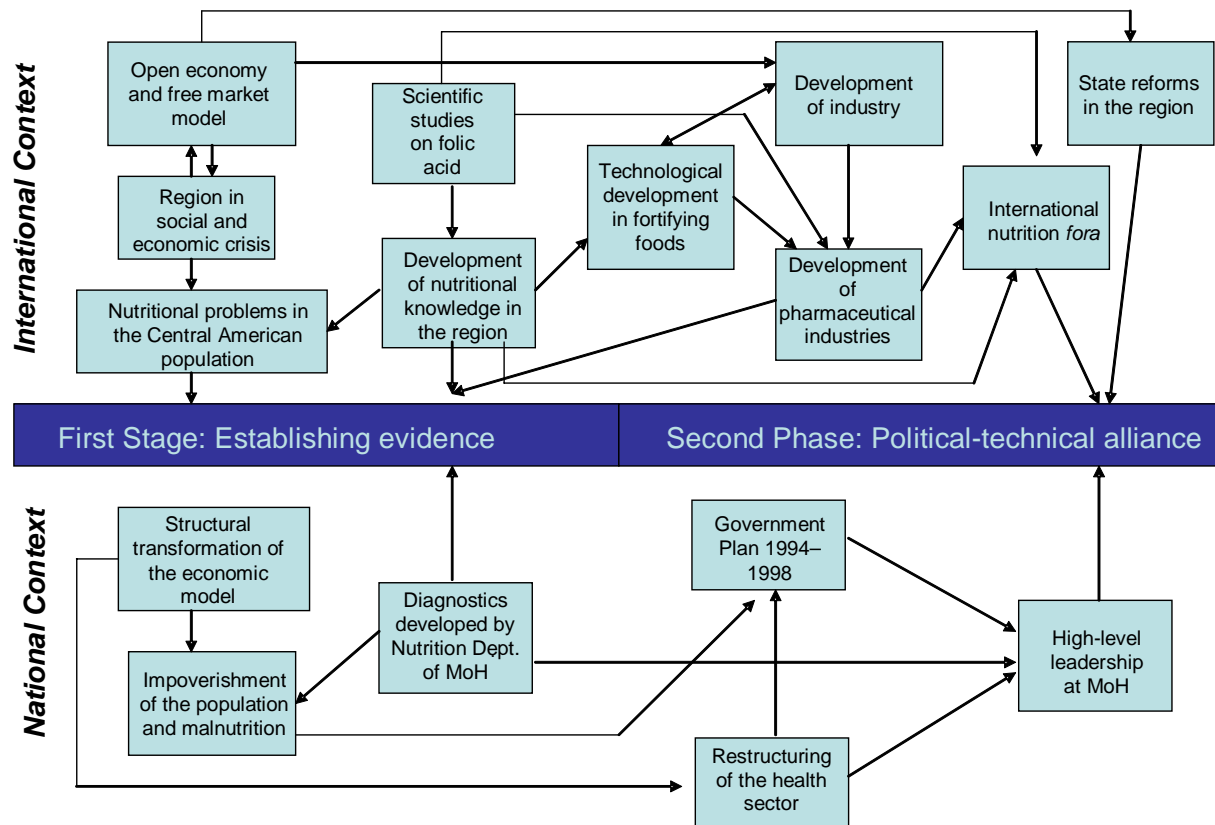 International Context
Open economy
and free market
model
Scientific
studies
on folic
acid
Development
of industry
State reforms
in the region
Region in
social and
economic crisis
Technological
development
in fortifying
foods
International
nutrition fora
Nutritional problems in
the Central American
population
Development
of nutritional
knowledge in
the region
Development
of
pharmaceutical
industries
First Stage: Establishing evidence
Second Phase: Political-technical alliance
National Context
Structural
transformation of
the economic
model
Government
Plan 1994–
1998
Diagnostics
developed by
Nutrition Dept.
of MoH
High-level
leadership
at MoH
Impoverishment
of the population
and malnutrition
Restructuring
of the health
sector